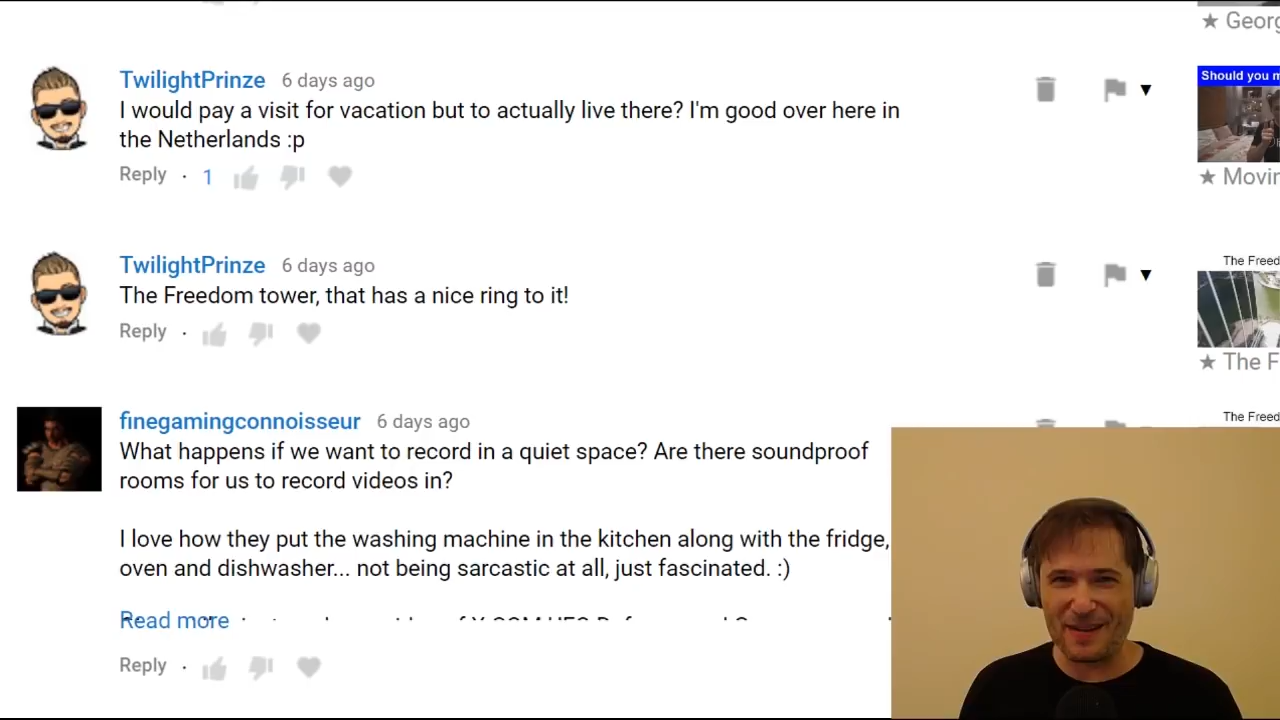 ★ Georg
TwilightPrinze 6 days ago
I would pay a visit for vacation but to actually live there? I'm good over here in
the Netherlands :p
Reply · 1
Should you m
★ Movin
TwilightPrinze 6 days ago
The Freedom tower, that has a nice ring to it!
Reply ·
The Freed
★ The F
finegamingconnoisseur 6 days ago
What happens if we want to record in a quiet space? Are there soundproof
rooms for us to record videos in?
I love how they put the washing machine in the kitchen along with the fridge,
oven and dishwasher... not being sarcastic at all, just fascinated. :)
Read more
Reply ·
The Freed